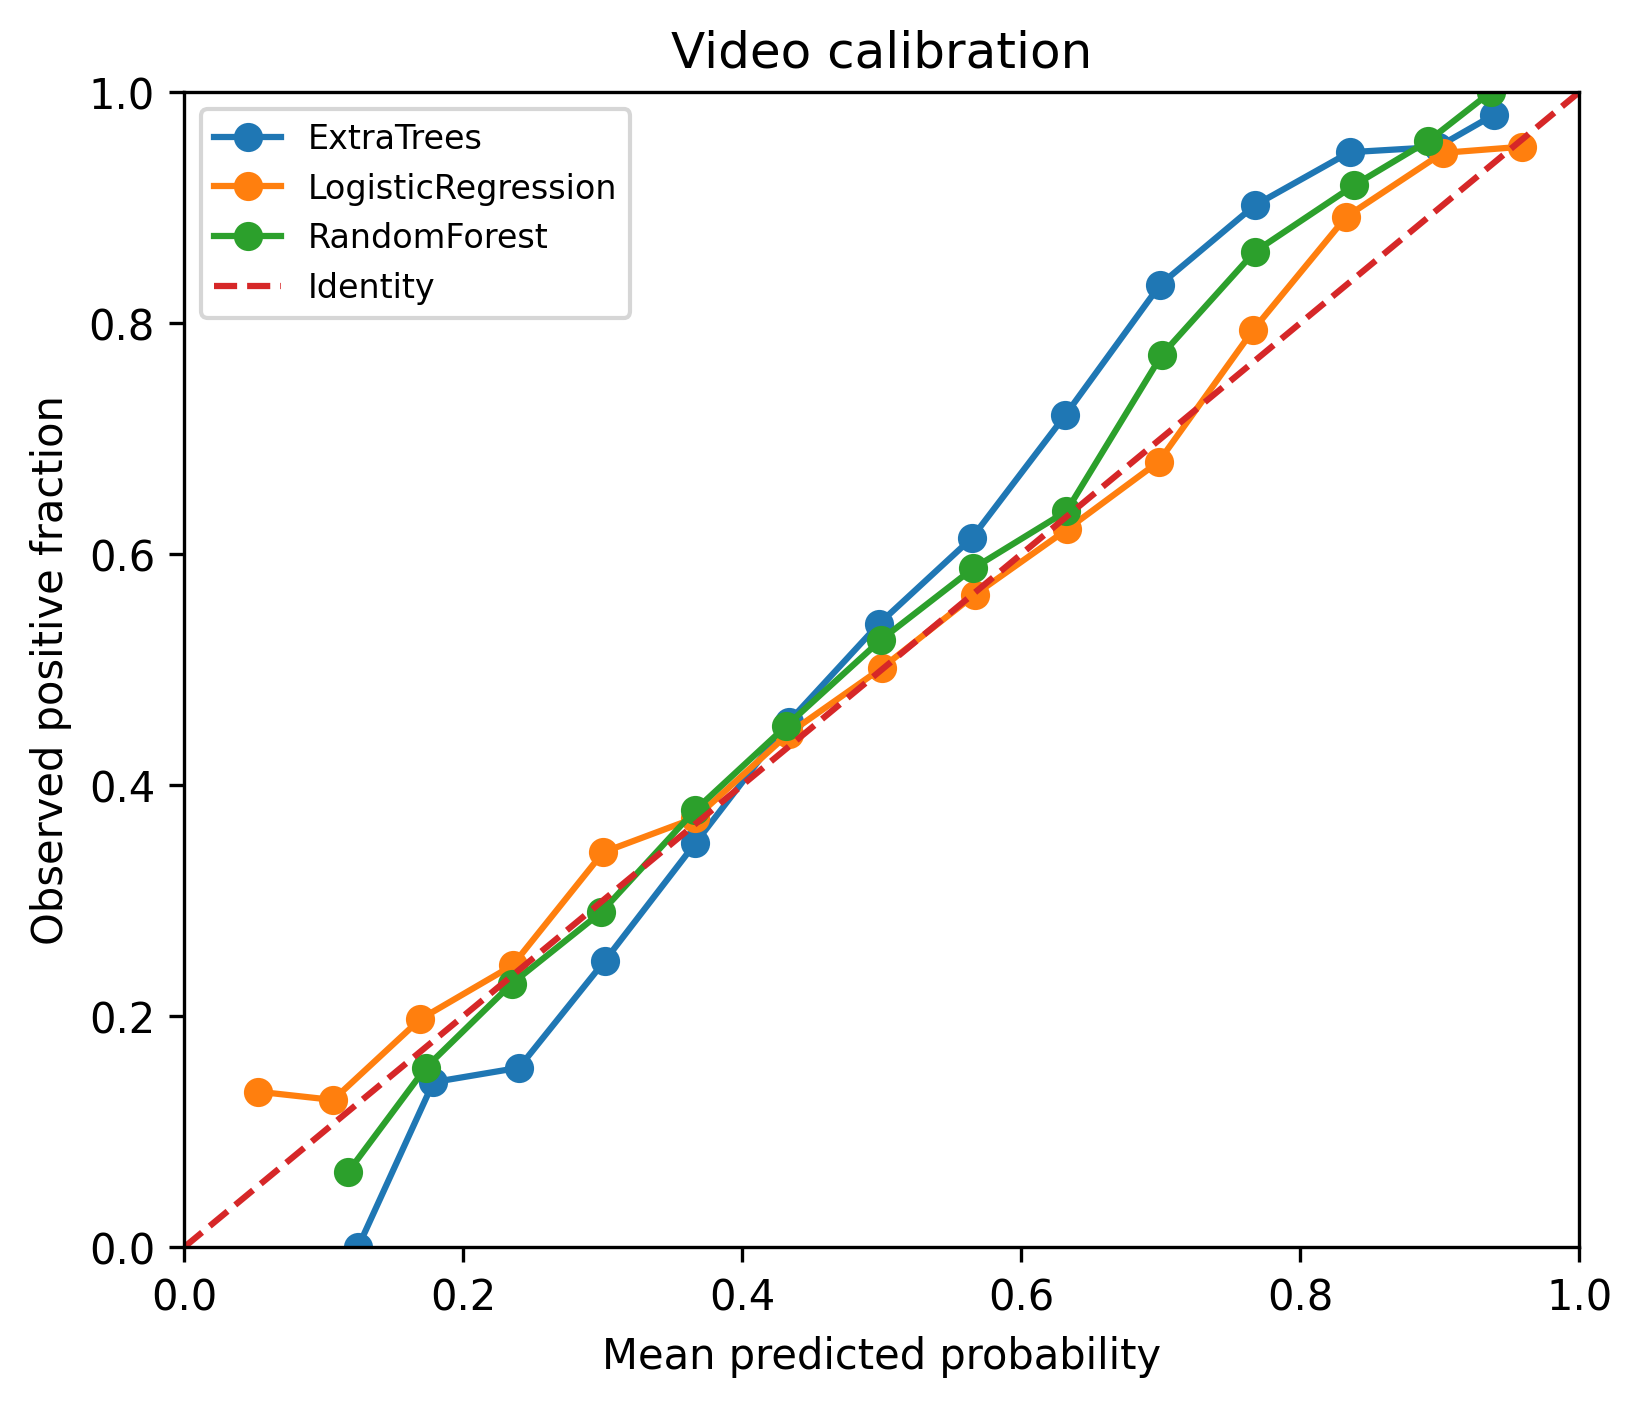 Video calibration
1.0
0.8
0.6
0.4
0.2
0.0
Observed positive fraction
ExtraTrees
LogisticRegression
RandomForest
Identity
0.0 0.2 0.4 0.6 0.8 1.0
Mean predicted probability